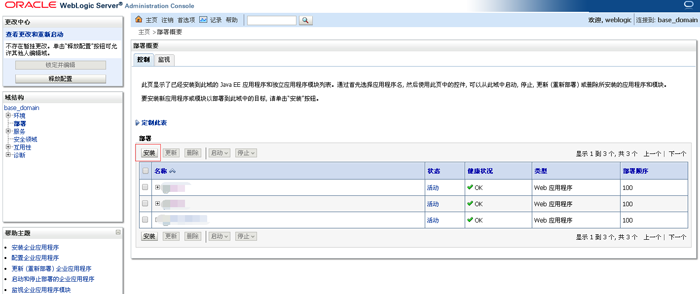 ORACLE WebLogic Server® Administration Console
更改中心
查看更改和重新启动
不存在暂挂更改。单击“释放配置”按钮可允许其他人编辑域。
锁定并编辑
释放配置
域结构
base_domain
环境
部署
服务
安全领域
互用性
诊断
帮助主题
安装企业应用程序
配置企业应用程序
更新 (重新部署) 企业应用程序
启动和停止部署的企业应用程序
监视企业应用程序模块
主页 注销 首选项 记录 帮助
欢迎, weblogic 连接到: base_domain
主页 > 部署概要
部署概要
控制 监视
此页显示了已经安装到此域的 Java EE 应用程序和独立应用程序模块列表。通过首先选择应用程序名, 然后使用此页中的控件, 可以从此域中启动, 停止, 更新 (重新部署) 或删除所安装的应用程序和模块。
要安装新应用程序或模块以部署到此域中的目标, 请单击“安装”按钮。
定制此表
部署
安装 更新 删除 启动 停止 显示 1 到 3 个, 共 3 个 上一个 | 下一个
名称 状态 健康状况 类型 部署顺序
活动 OK Web 应用程序 100
活动 OK Web 应用程序 100
活动 OK Web 应用程序 100
安装 更新 删除 启动 停止 显示 1 到 3 个, 共 3 个 上一个 | 下一个